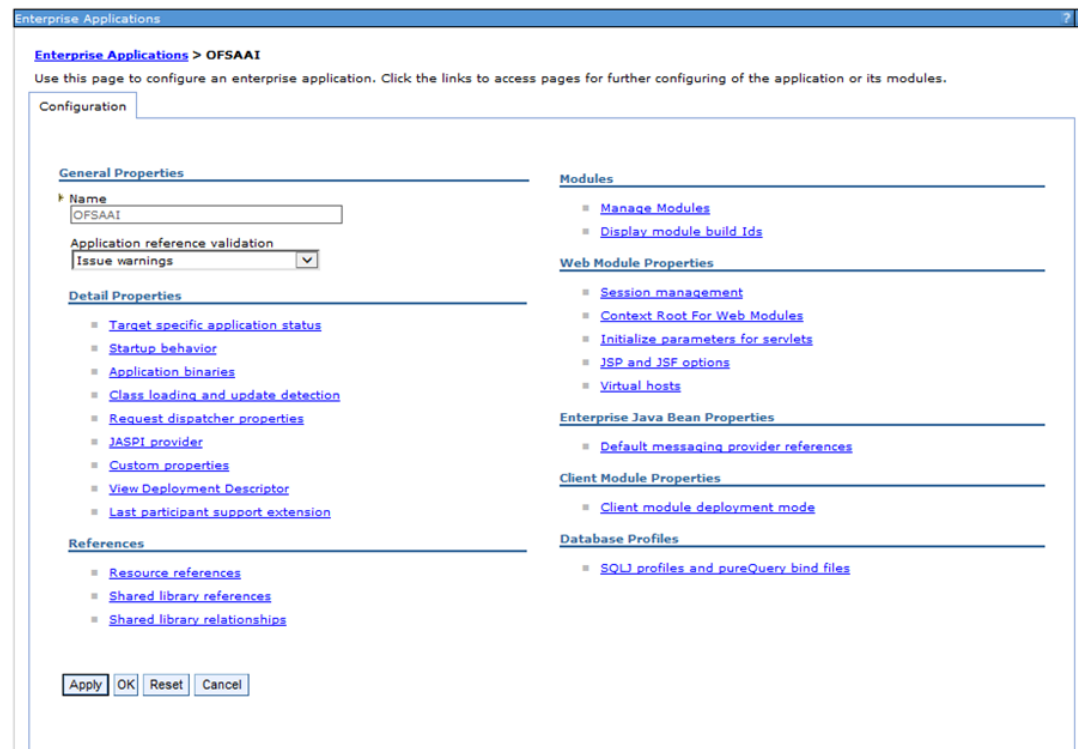 Enterprise Applications ?
Enterprise Applications > OFSAAI
Use this page to configure an enterprise application. Click the links to access pages for further configuring of the application or its modules.
Configuration
General Properties
Name
OFSAAI
Application reference validation
Issue warnings
Detail Properties
Target specific application status
Startup behavior
Application binaries
Class loading and update detection
Request dispatcher properties
JASPI provider
Custom properties
View Deployment Descriptor
Last participant support extension
References
Resource references
Shared library references
Shared library relationships
Modules
Manage Modules
Display module build Ids
Web Module Properties
Session management
Context Root For Web Modules
Initialize parameters for servlets
JSP and JSF options
Virtual hosts
Enterprise Java Bean Properties
Default messaging provider references
Client Module Properties
Client module deployment mode
Database Profiles
SQLJ profiles and pureQuery bind files
Apply OK Reset Cancel